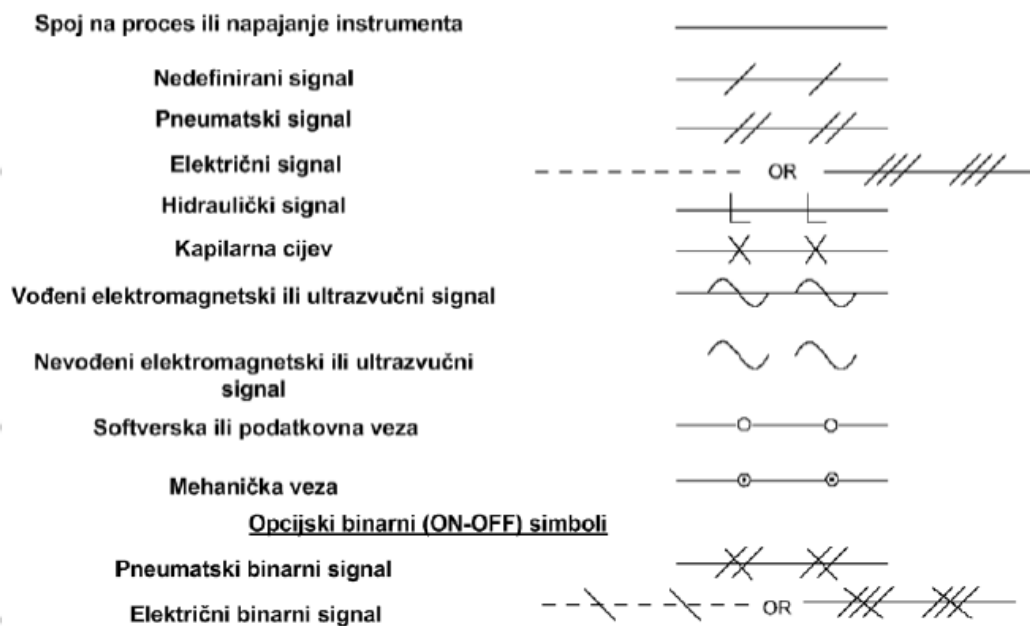 Spoj na proces ili napajanje instrumenta
Nedefinirani signal
Pneumatski signal
Električni signal
OR
Hidraulički signal
Kapilarna cijev
Vođeni elektromagnetski ili ultrazvučni signal
Nevođeni elektromagnetski ili ultrazvučni
signal
Softverska ili podatkovna veza
Mehanička veza
Opcijski binarni (ON-OFF) simboli
Pneumatski binarni signal
Električni binarni signal
OR